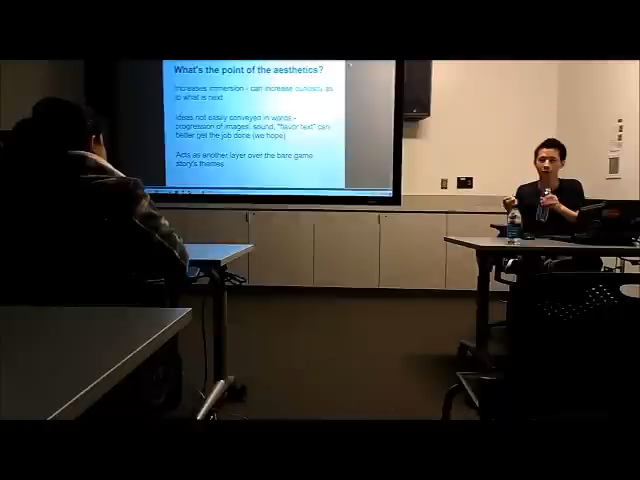 What's the point of the aesthetics?
Increases immersion - can increase curiosity as
to what is next
Ideas not easily conveyed in words -
progression of images, sound, "flavor text" can
better get the job done (we hope)
Acts as another layer over the bare game
story's themes